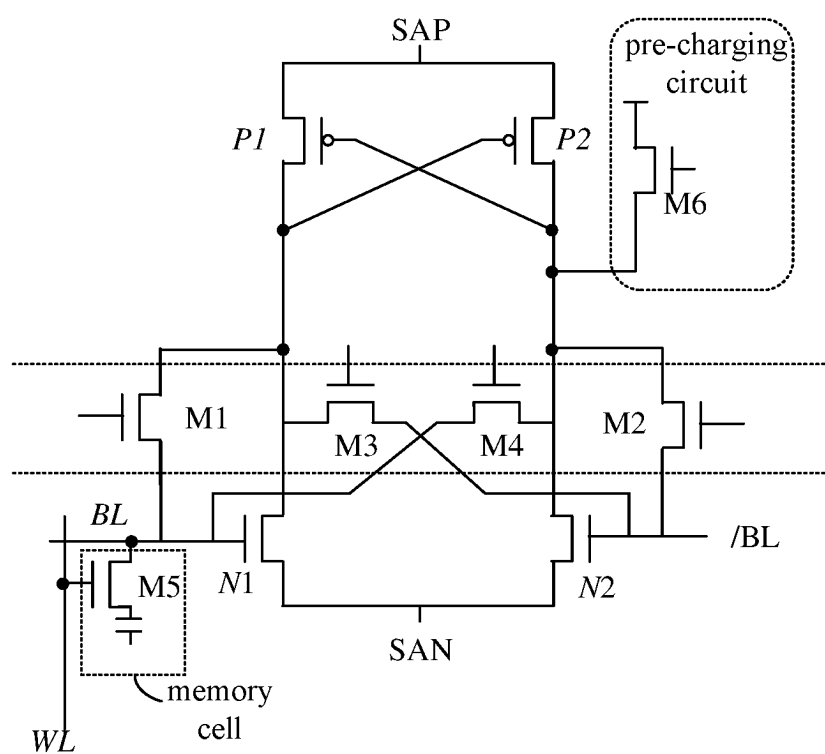 SAP
pre-charging
circuit
P1
P2
M6
M1
M3
M4
M2
BL
/BL
M5
N1
N2
SAN
memory
cell
WL